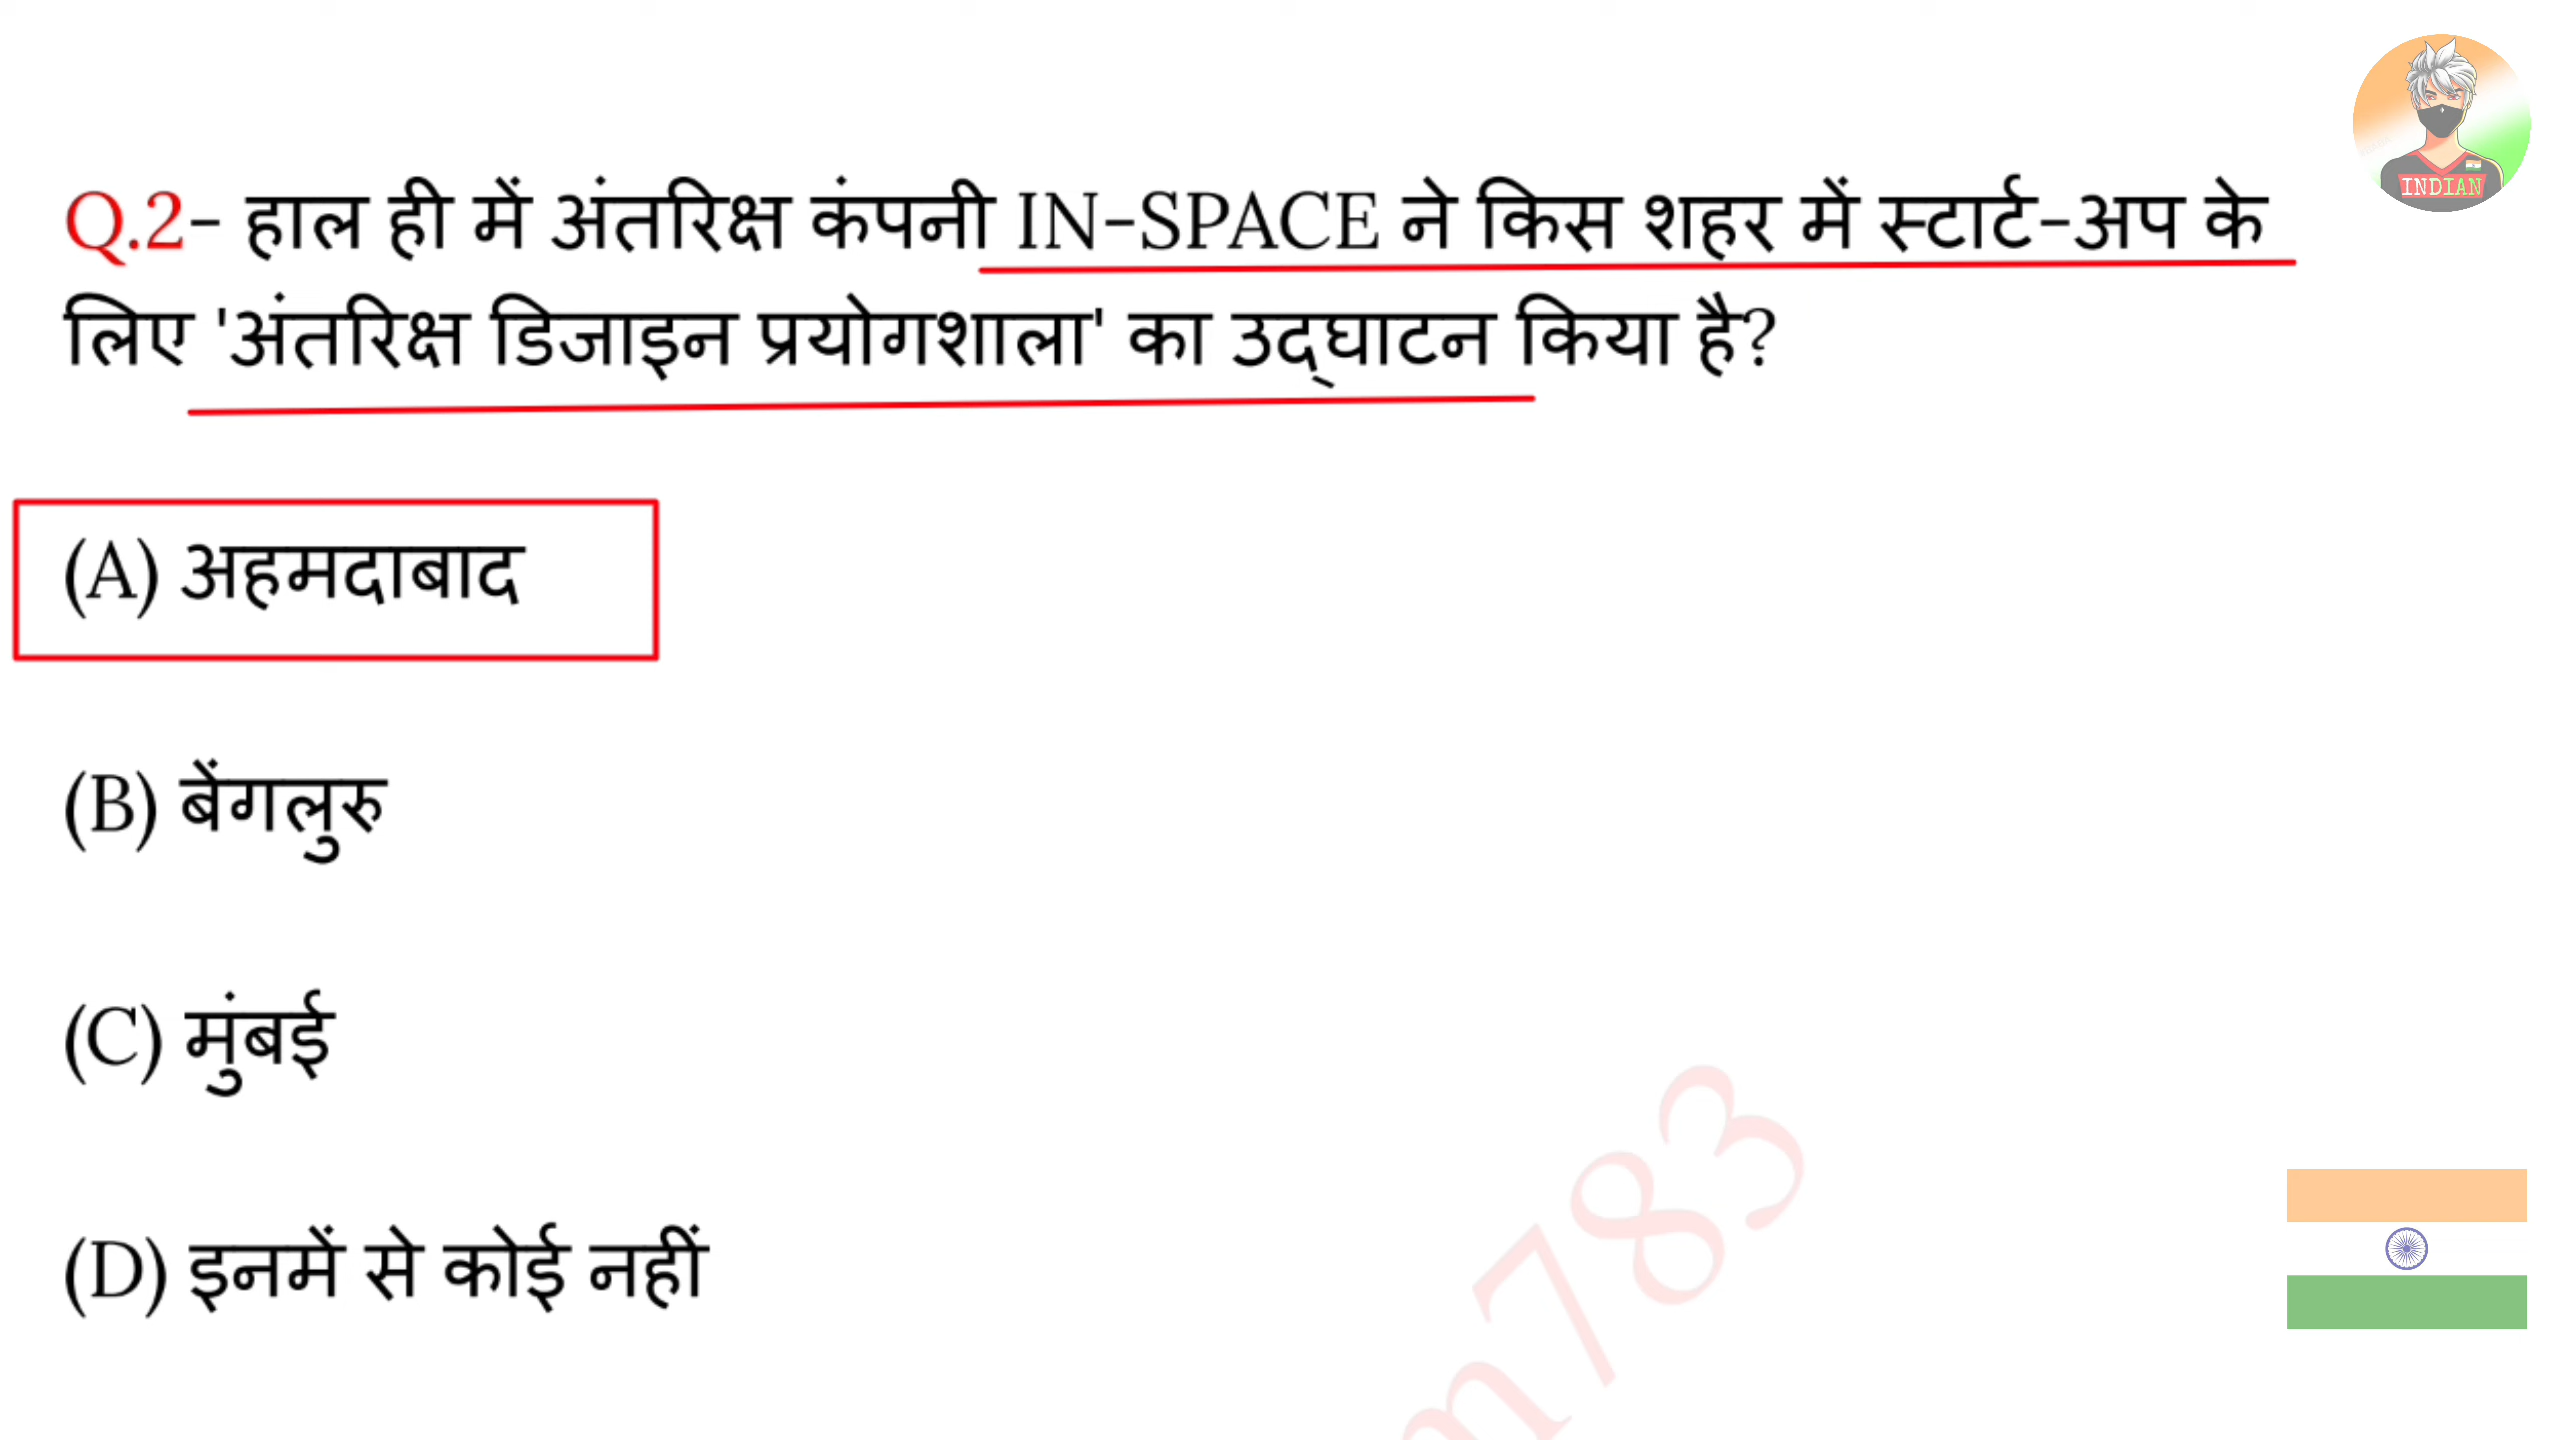 INDIAN
Q.2- हाल ही में अंतरिक्ष कंपनी IN-SPACE ने किस शहर में स्टार्ट-अप के
लिए 'अंतरिक्ष डिजाइन प्रयोगशाला' का उद्घाटन किया है?
(A) अहमदाबाद
(B) बेंगलुरु
(C) मुंबई
(D) इनमें से कोई नहीं
m783